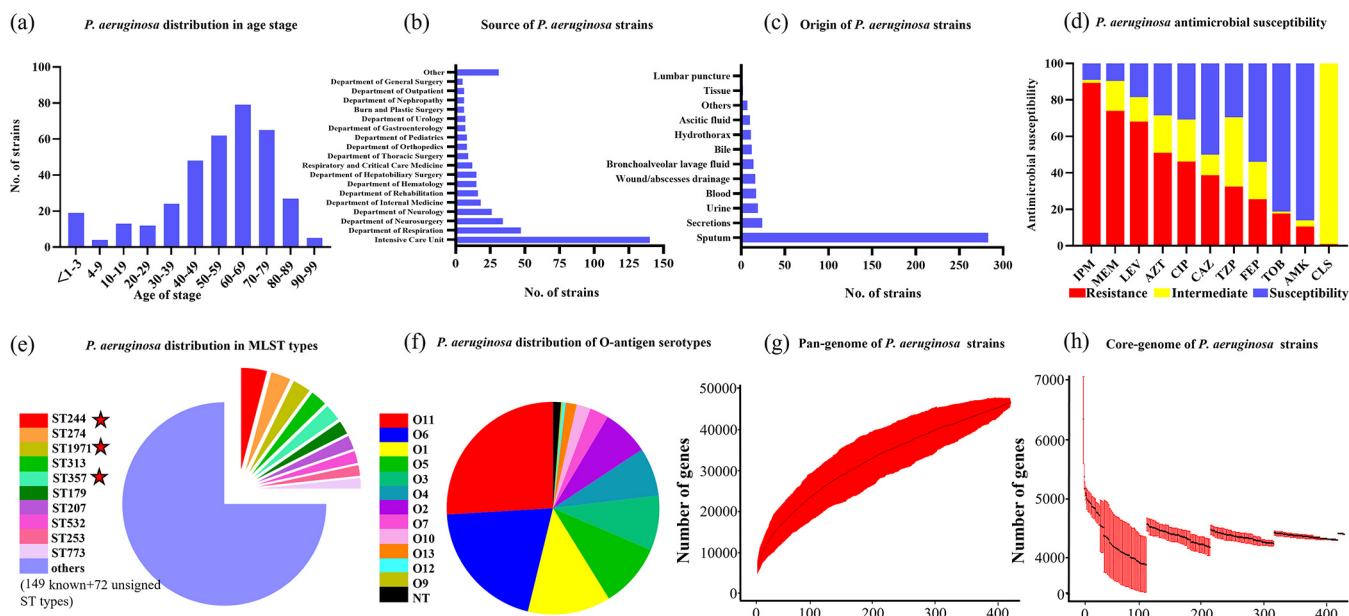 (a)
P. aeruginosa distribution in age stage
100
80
60
40
20
0
No. of strains
<1-3
4-9
10-19
20-29
30-39
40-49
50-59
60-69
70-79
80-89
90-99
Age of stage
(b)
Source of P. aeruginosa strains
Other
Department of General Surgery
Department of Outpatient
Department of Nephropathy
Burn and Plastic Surgery
Department of Urology
Department of Gastroenterology
Department of Pediatrics
Department of Orthopedics
Department of Thoracic Surgery
Respiratory and Critical Care Medicine
Department of Hepatobiliary Surgery
Department of Hematology
Department of Rehabilitation
Department of Internal Medicine
Department of Neurology
Department of Neurosurgery
Department of Respiration
Intensive Care Unit
0 25 50 75 100 125 150
No. of strains
(c)
Origin of P. aeruginosa strains
Lumbar puncture
Tissue
Others
Ascitic fluid
Hydrothorax
Bile
Bronchoalveolar lavage fluid
Wound/abscesses drainage
Blood
Urine
Secretions
Sputum
0 50 100 150 200 250 300
No. of strains
(d)
P. aeruginosa antimicrobial susceptibility
100
80
60
40
20
0
Antimicrobial susceptibility
IPM
MEM
LEV
AZT
CIP
CAZ
TZP
FEP
TOB
AMK
CLS
Resistance
Intermediate
Susceptibility
(e)
P. aeruginosa distribution in MLST types
ST244
ST274
ST1971
ST313
ST357
ST179
ST207
ST532
ST253
ST773
others
(149 known+72 unsigned
ST types)
(f)
P. aeruginosa distribution of O-antigen serotypes
O11
O6
O1
O5
O3
O4
O2
O7
O10
O13
O12
O9
NT
(g)
Pan-genome of P. aeruginosa strains
50000
40000
30000
20000
10000
0
Number of genes
0 100 200 300 400
(h)
Core-genome of P. aeruginosa strains
7000
6000
5000
4000
0
Number of genes
0 100 200 300 400